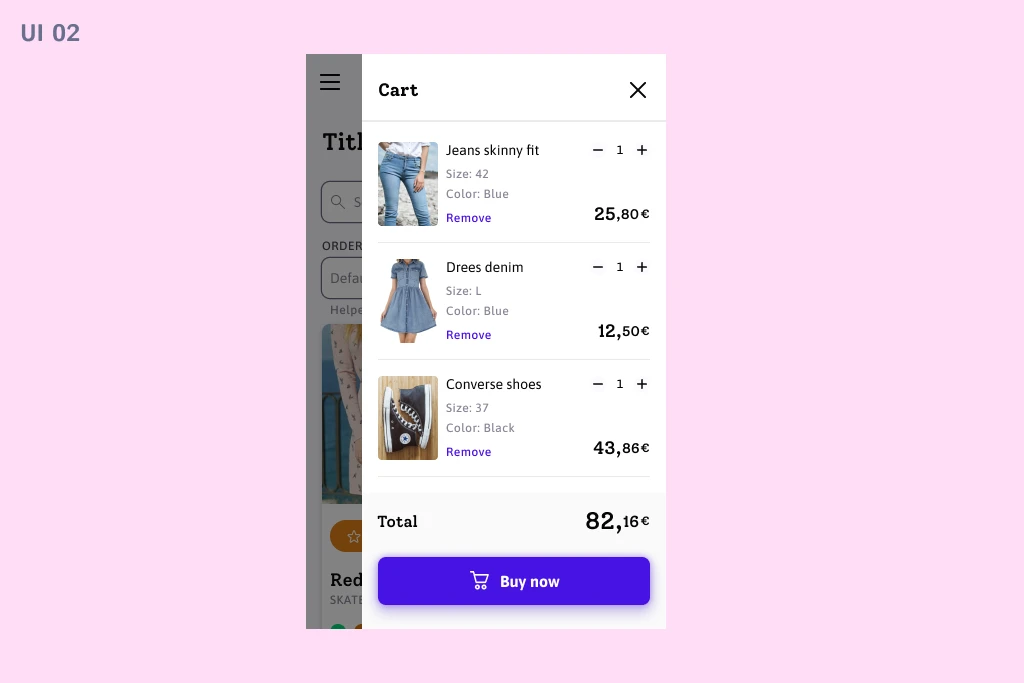 UI 02
Cart
Titl
S
ORDER
Defau
Helpe
Red
SKATE
Jeans skinny fit
1
Size: 42
Color: Blue
Remove
25,80€
Drees denim
1
Size: L
Color: Blue
Remove
12,50€
Converse shoes
1
Size: 37
Color: Black
Remove
43,86€
Total
82,16€
Buy now